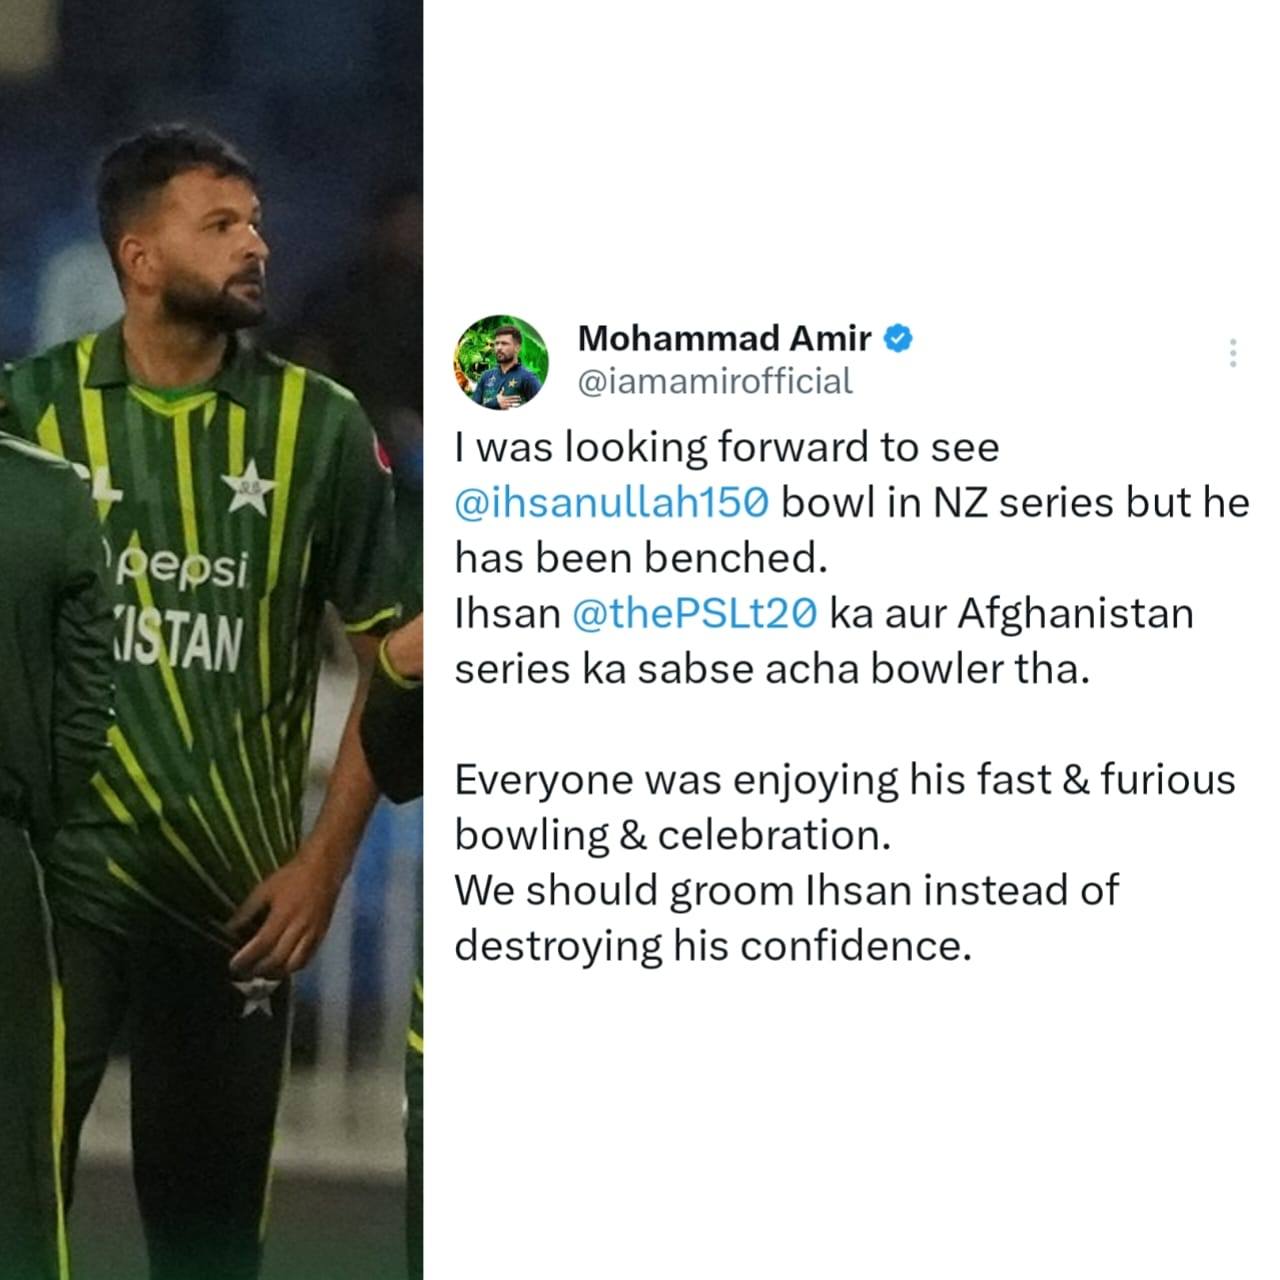 pepsi
KISTAN
Mohammad Amir
@iamamirofficial
I was looking forward to see
@ihsanullah150 bowl in NZ series but he
has been benched.
Ihsan @thePSLt20 ka aur Afghanistan
series ka sabse acha bowler tha.
Everyone was enjoying his fast & furious
bowling & celebration.
We should groom Ihsan instead of
destroying his confidence.